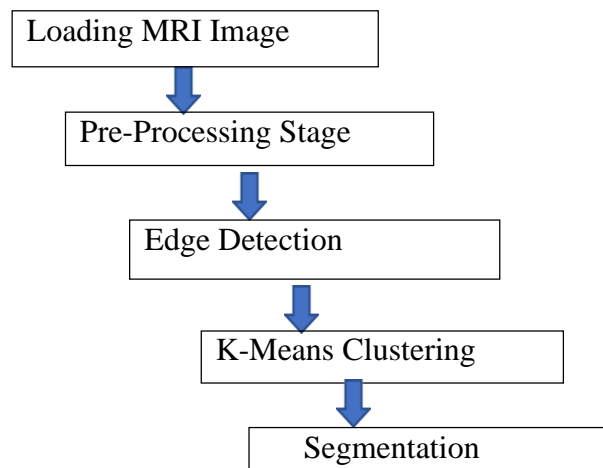 Loading MRI Image
Pre-Processing Stage
Edge Detection
K-Means Clustering
Segmentation